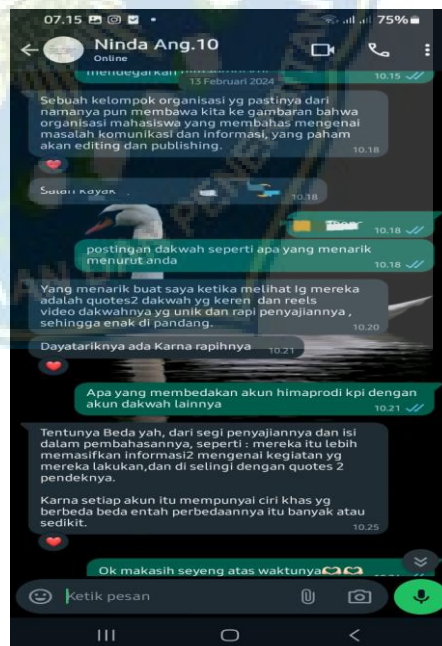 07.15
75%
Ninda Ang.10
Online
10.15
13 Februari 2024
Sebuah kelompok organisasi yg pastinya dari
namanya pun membawa kita ke gambaran bahwa
organisasi mahasiswa yang membahas mengenai
masalah komunikasi dan informasi, yang paham
akan editing dan publishing.
10.18
kayak
10.18
10.18
postingan dakwah seperti apa yang menarik
menurut anda
10.18
Yang menarik buat saya ketika melihat Ig mereka
adalah quotes2 dakwah yg keren dan reels
video dakwahnya yg unik dan rapi penyajiannya ,
sehingga enak di pandang.
10.20
Dayatariknya ada Karna rapihnya
10.21
Apa yang membedakan akun himaprodi kpi dengan
akun dakwah lainnya
10.21
Tentunya Beda yah, dari segi penyajiannya dan isi
dalam pembahasannya, seperti : mereka itu lebih
memasifkan informasi2 mengenai kegiatan yg
mereka lakukan,dan di selingi dengan quotes 2
pendeknya.
Karna setiap akun itu mempunyai ciri khas yg
berbeda beda entah perbedaannya itu banyak atau
sedikit.
10.25
Ok makasih seyeng atas waktunya
Ketik pesan